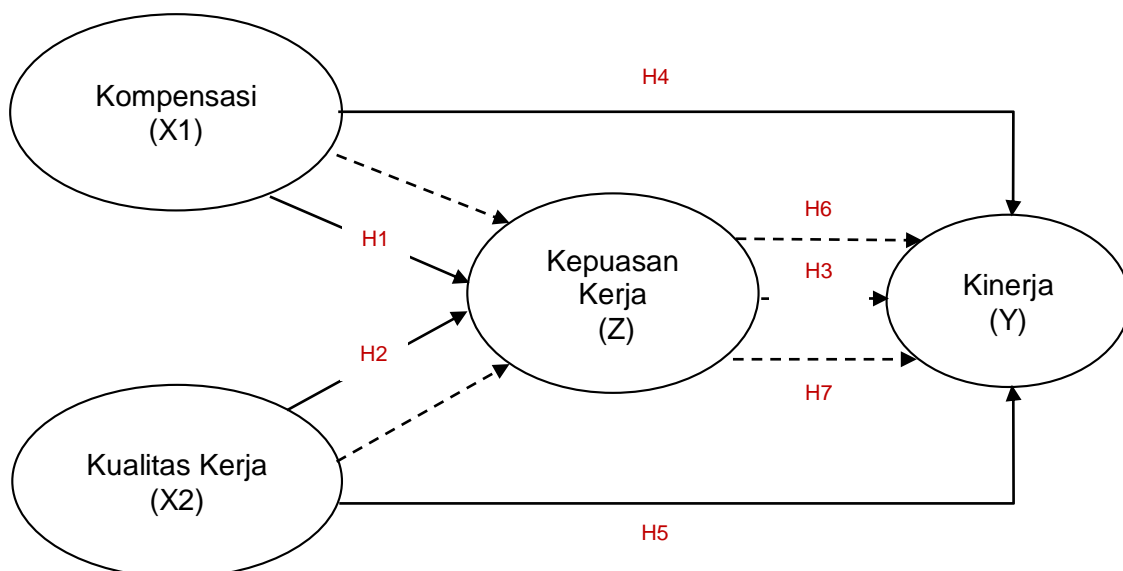 Kompensasi
(X1)
H4
H1
H6
Kepuasan
Kerja
(Z)
H3
Kinerja
(Y)
H2
H7
Kualitas Kerja
(X2)
H5